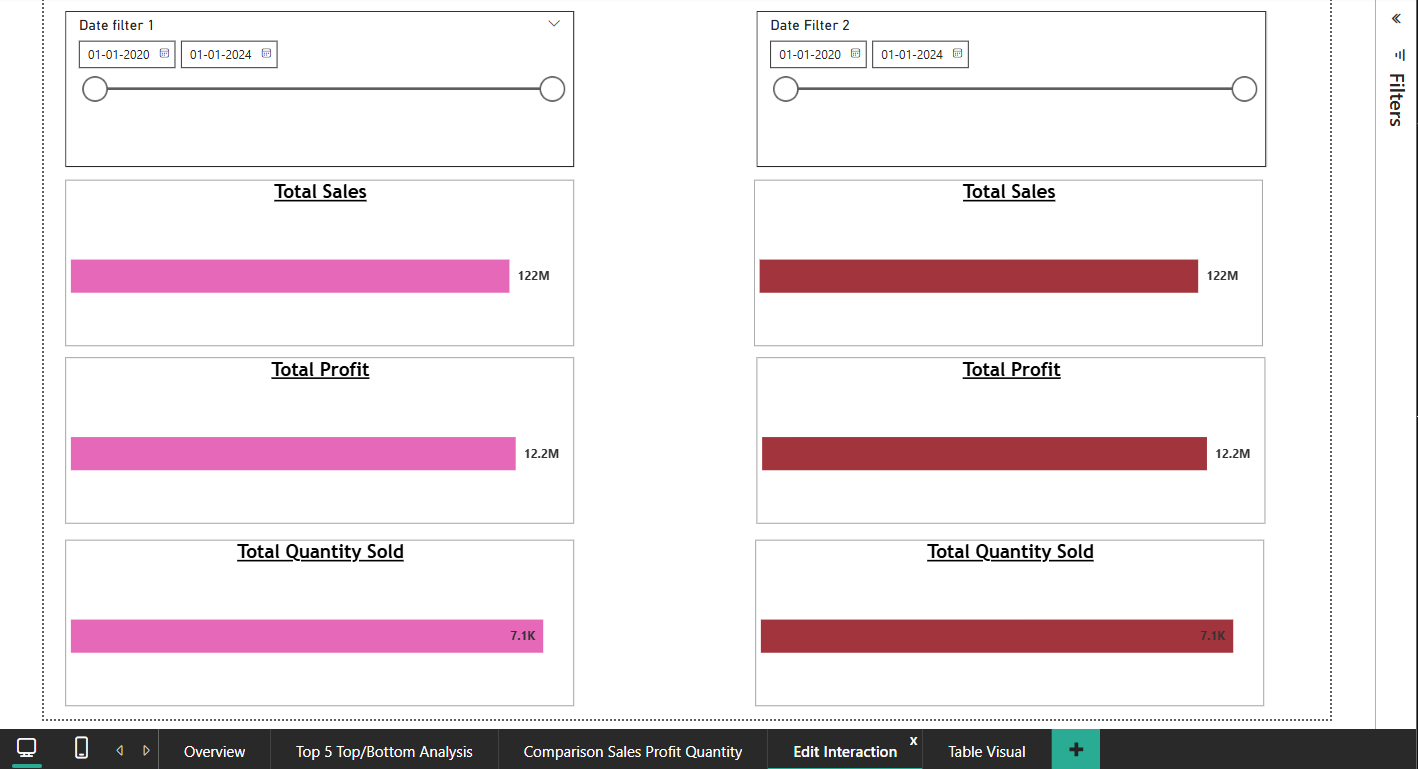 Date filter 1
01-01-2020
01-01-2024
Total Sales
122M
Total Profit
12.2M
Total Quantity Sold
7.1K
Date Filter 2
01-01-2020
01-01-2024
Total Sales
122M
Total Profit
12.2M
Total Quantity Sold
7.1K
Filters
Overview
Top 5 Top/Bottom Analysis
Comparison Sales Profit Quantity
Edit Interaction
x
Table Visual